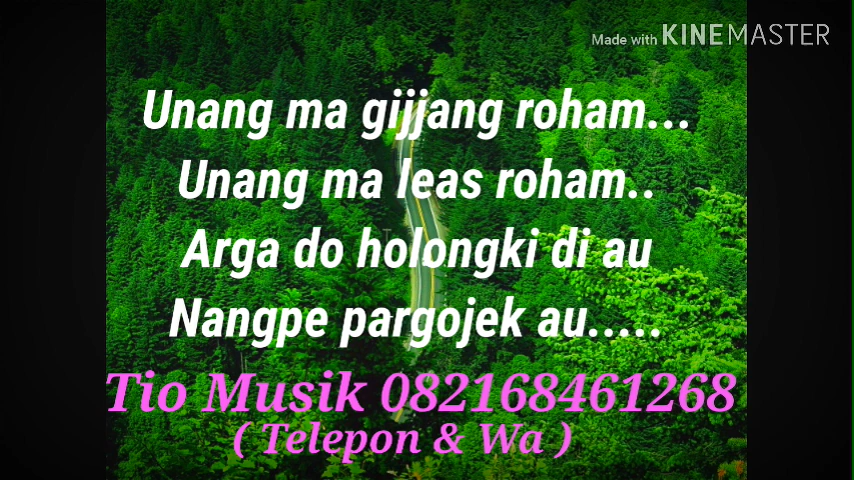 Made with KINEMASTER
Unang ma gijjang roham...
Unang ma leas roham..
Arga do holongki di au
Nangpe pargojek au.....
Tio Musik 082168461268
( Telepon & Wa )